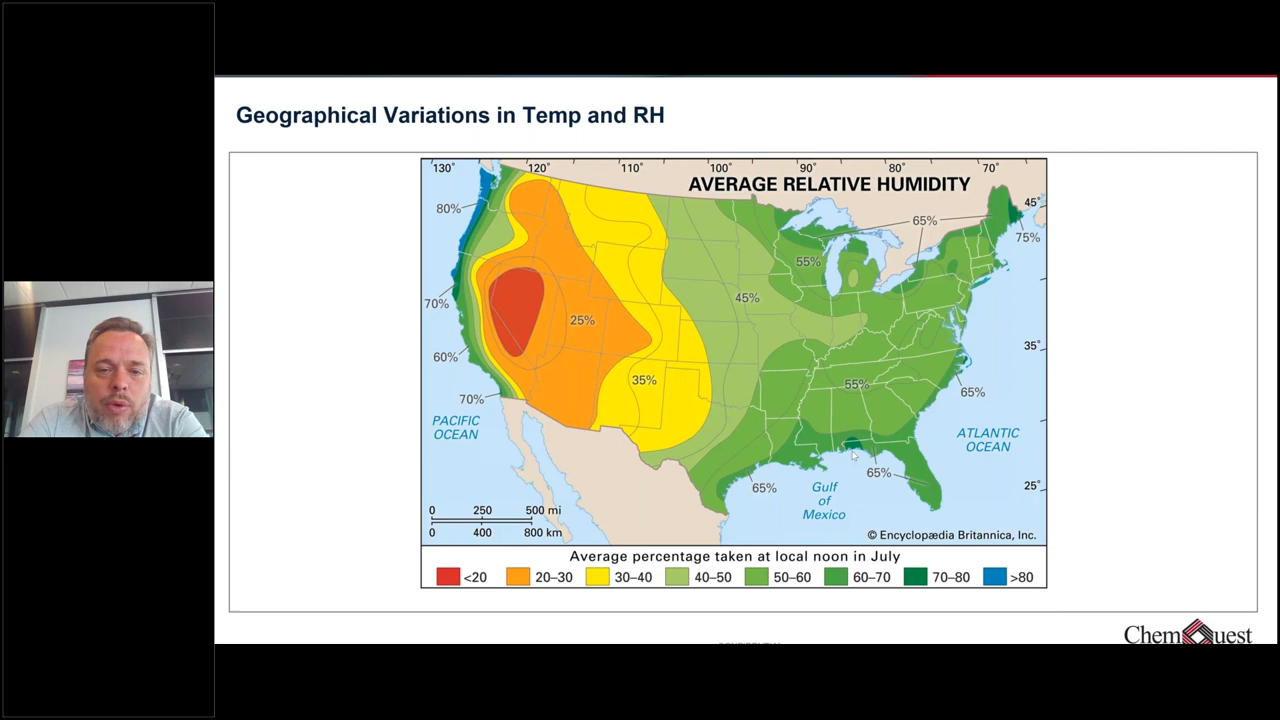 Geographical Variations in Temp and RH
130° 120 110° 100° 90° 80° 70°
AVERAGE RELATIVE HUMIDITY
45°
80%
65%
75%
55%
70%
45%
25%
35°
60%
35%
55%
70%
65%
PACIFIC
OCEAN
ATLANTIC
OCEAN
65%
65%
25°
Gulf
of
Mexico
0 250 500 mi
0 400 800 km
© Encyclopædia Britannica, Inc.
Average percentage taken at local noon in July
<20 20–30 30–40 40–50 50–60 60–70 70–80 >80
ChemQuest